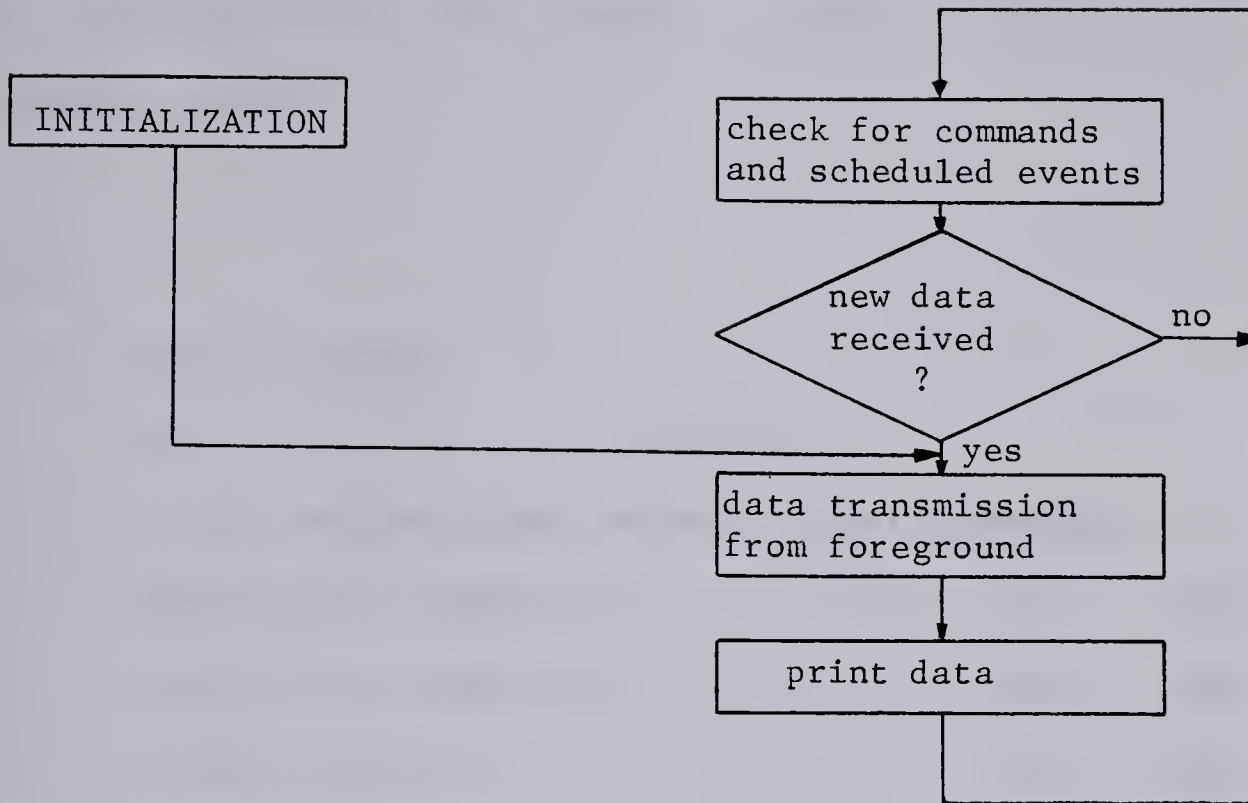 INITIALIZATION
check for commands
and scheduled events
new data
received
?
no
yes
data transmission
from foreground
print data